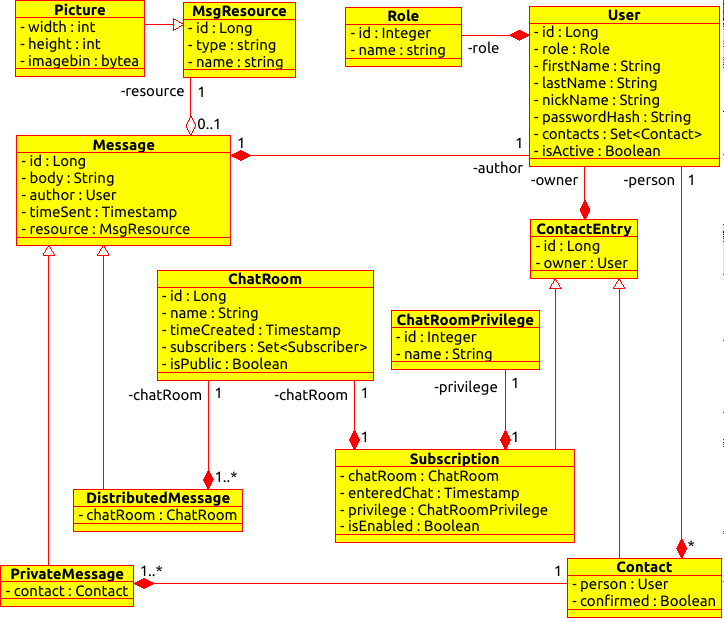 Picture
- width : int
- height : int
- imagebin : bytea
MsgResource
- id : Long
- type : string
- name : string
Role
- id : Integer
- name : string
-role
User
- id : Long
- role : Role
- firstName : String
- lastName : String
- nickName : String
- passwordHash : String
- contacts : Set<Contact>
- isActive : Boolean
-resource 1
0..1
Message
- id : Long
- body : String
- author : User
- timeSent : Timestamp
- resource : MsgResource
1
1
-author
-owner
-person 1
ContactEntry
- id : Long
- owner : User
ChatRoom
- id : Long
- name : String
- timeCreated : Timestamp
- subscribers : Set<Subscriber>
- isPublic : Boolean
ChatRoomPrivilege
- id : Integer
- name : String
-chatRoom 1
-chatRoom 1
-privilege 1
1
1
1..*
Subscription
- chatRoom : ChatRoom
- enteredChat : Timestamp
- privilege : ChatRoomPrivilege
- isEnabled : Boolean
DistributedMessage
- chatRoom : ChatRoom
*
PrivateMessage
- contact : Contact
1..*
1
Contact
- person : User
- confirmed : Boolean